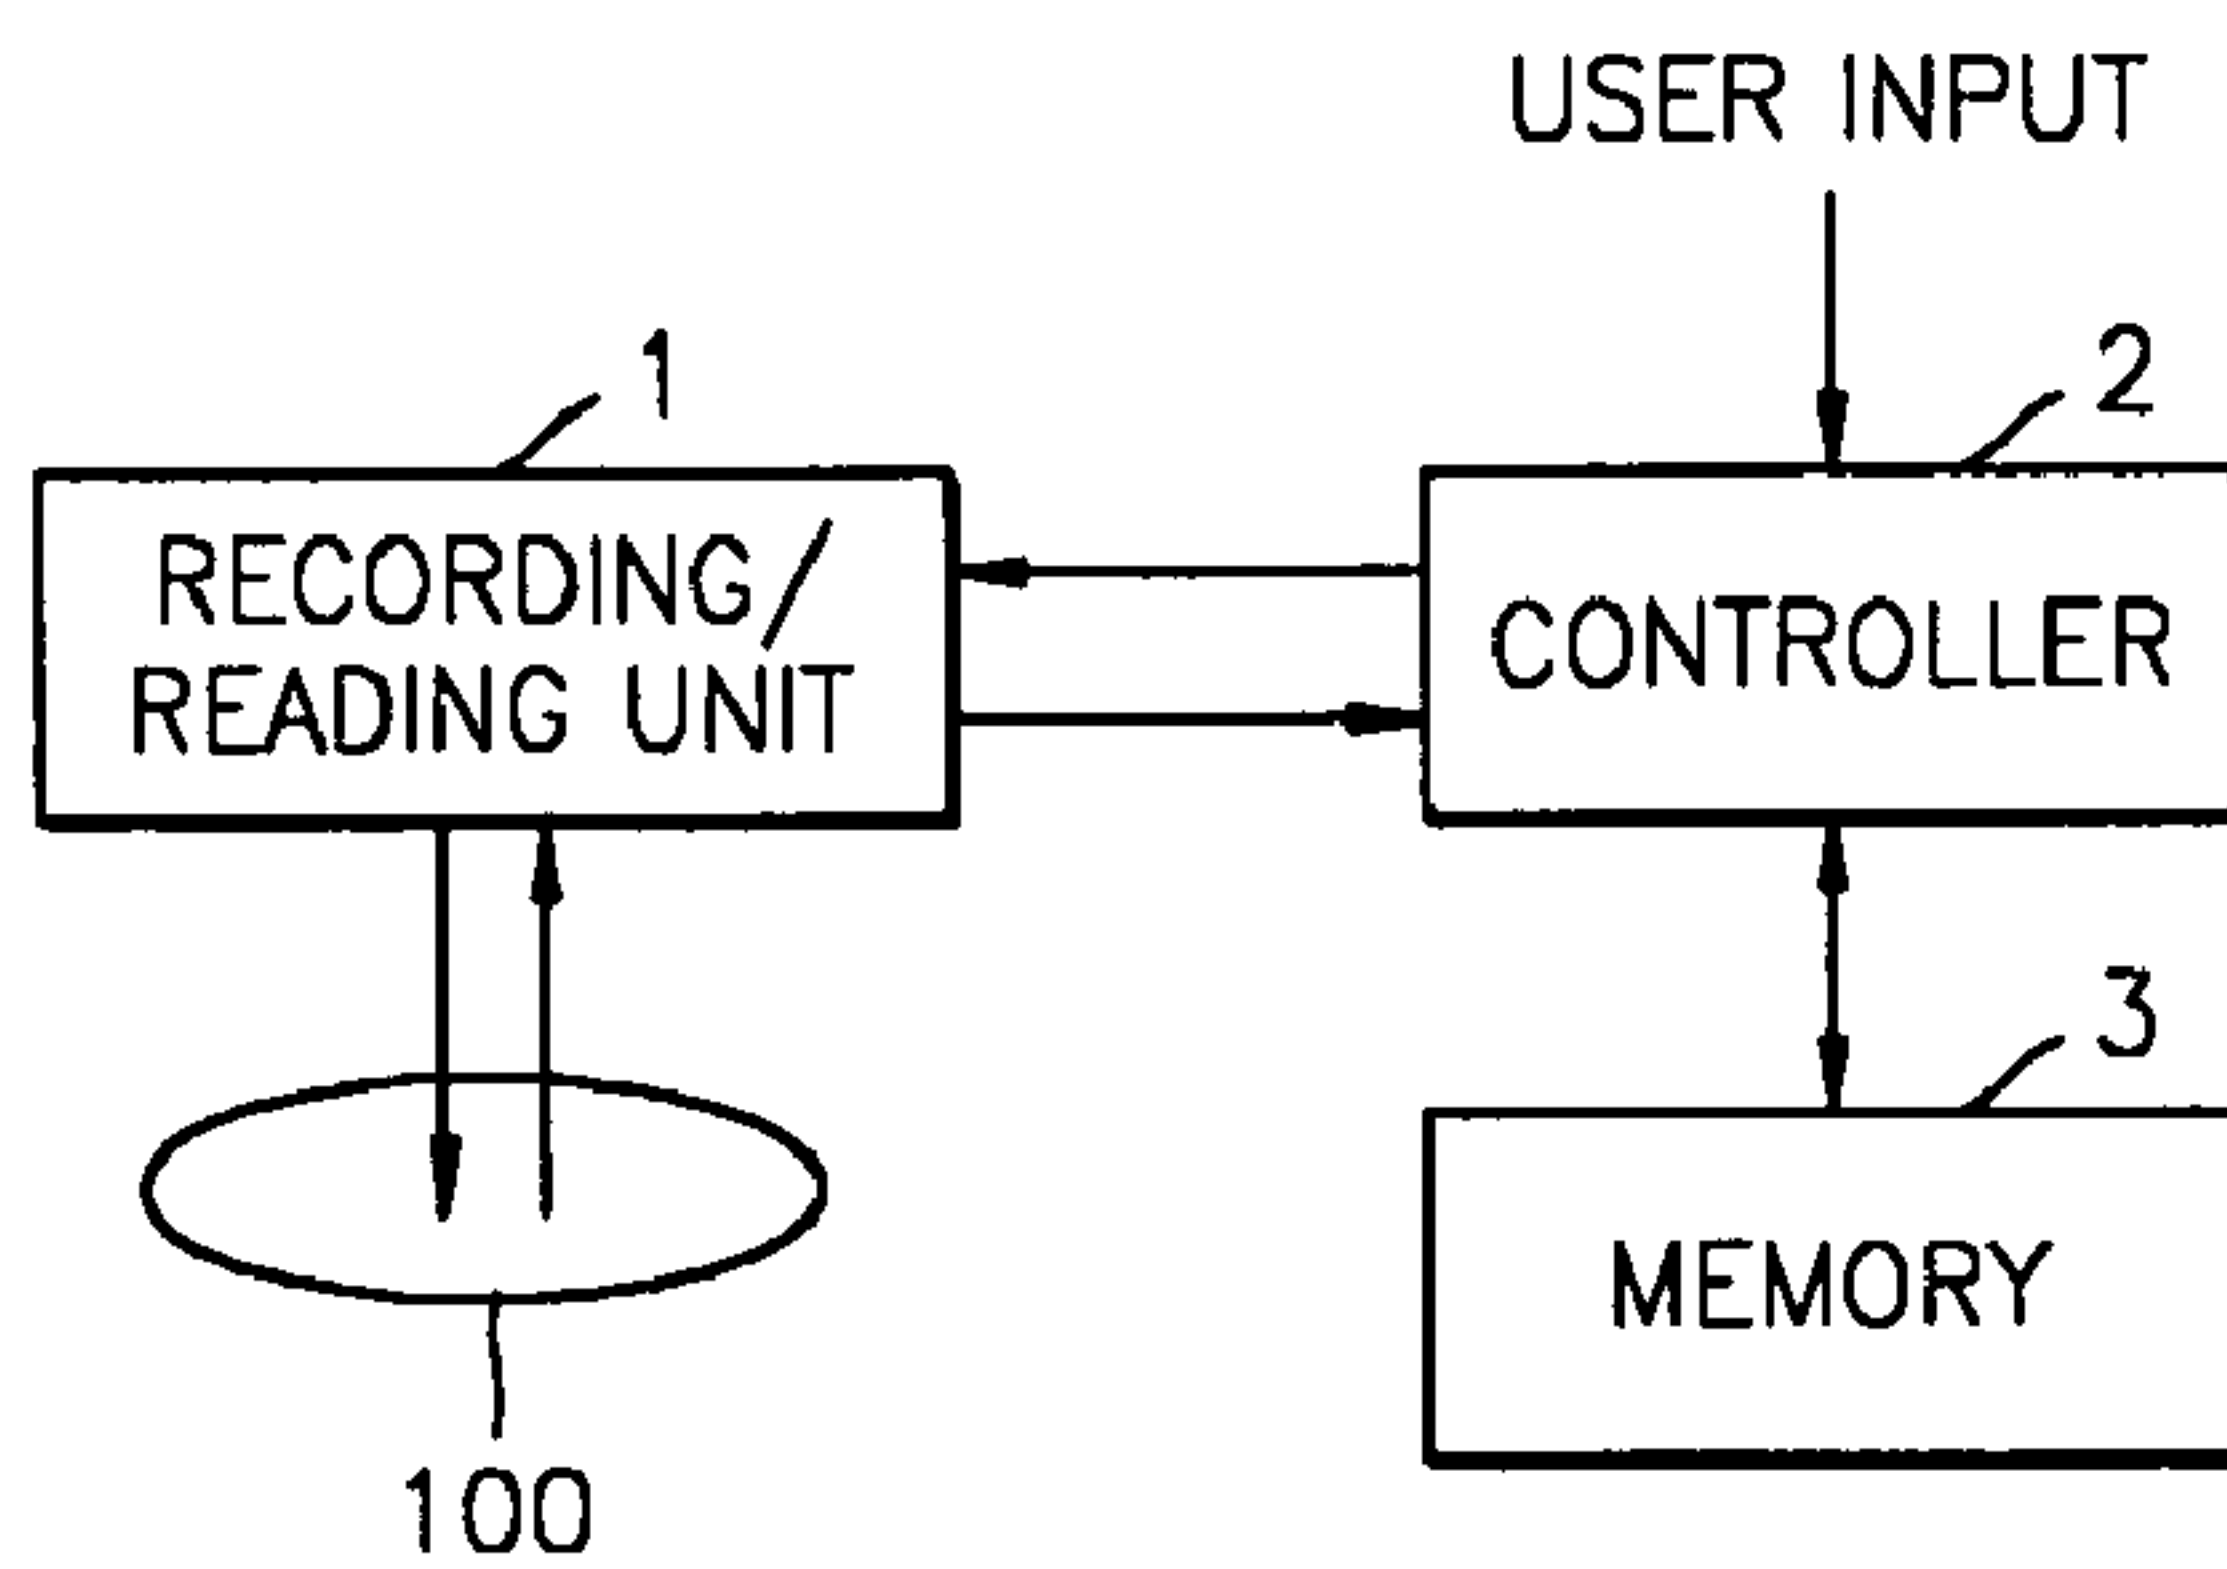 USER INPUT
1
2
RECORDING/
READING UNIT
CONTROLLER
3
MEMORY
100